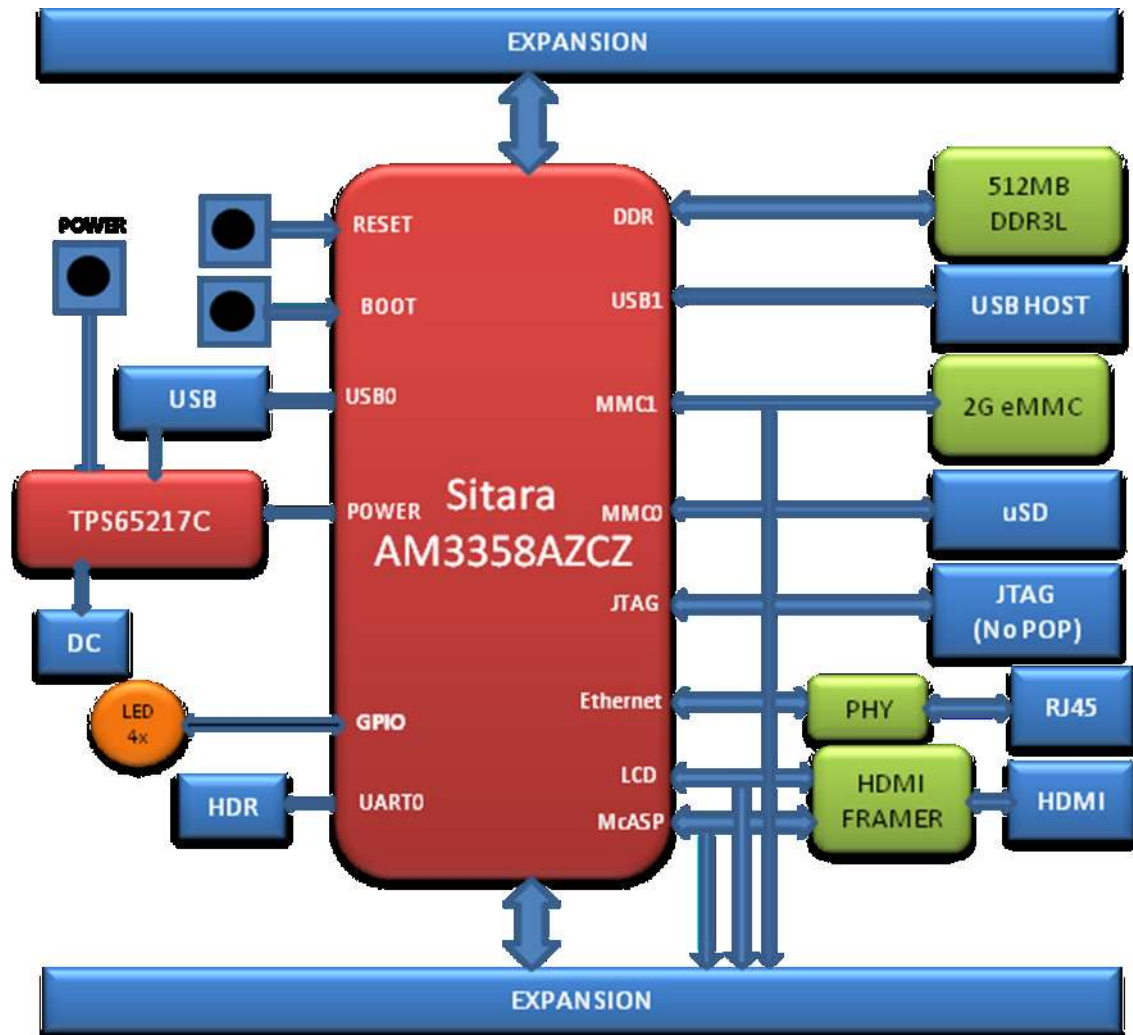 EXPANSION
POWER
RESET
BOOT
USB0
POWER
GPIO
UART0
USB
TPS65217C
DC
LED
4x
HDR
Sitara
AM3358AZCZ
DDR
USB1
MMC1
MMC0
JTAG
Ethernet
LCD
McASP
512MB
DDR3L
USB HOST
2G eMMC
uSD
JTAG
(No POP)
PHY
RJ45
HDMI
FRAMER
HDMI
EXPANSION